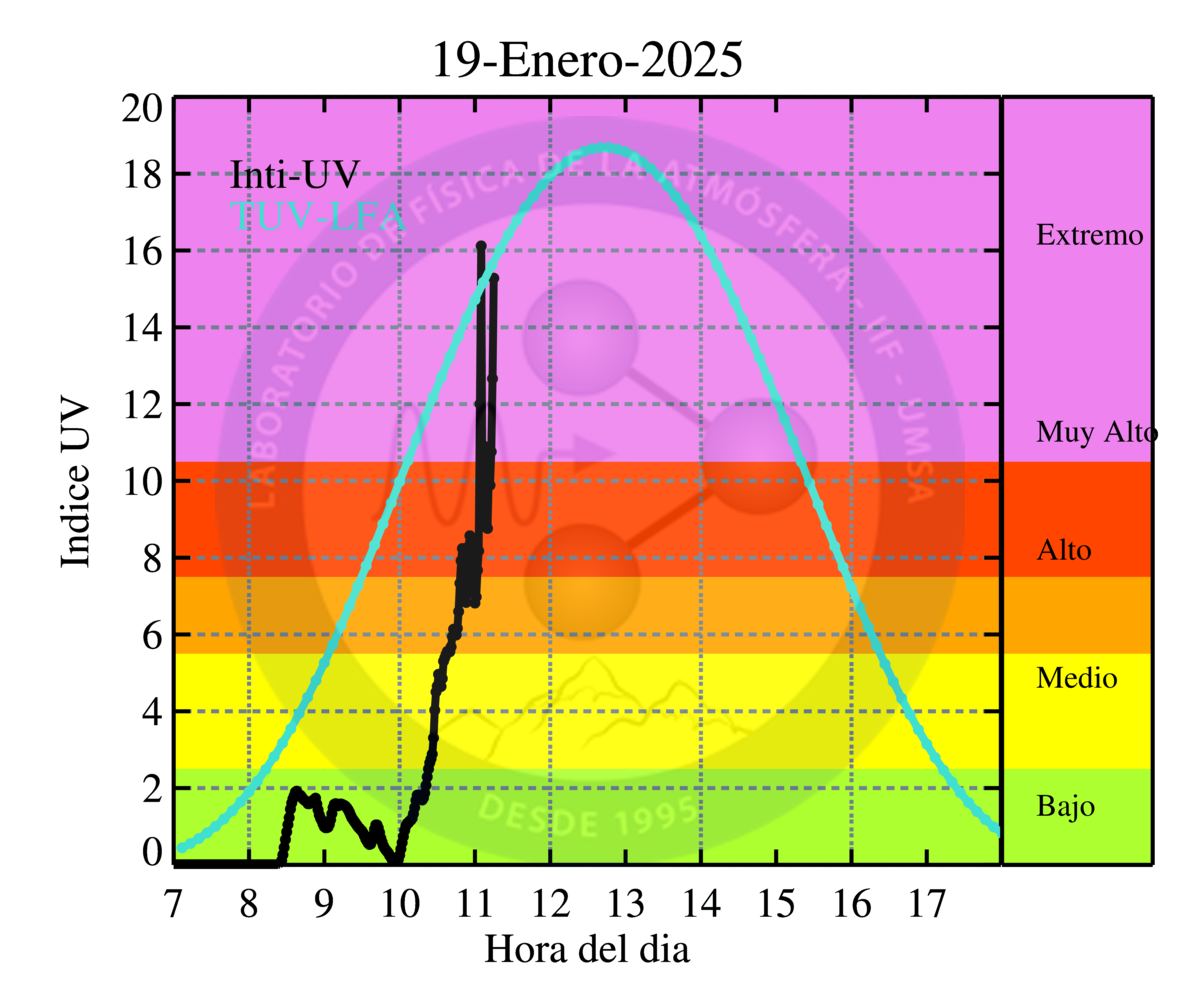 19-Enero-2025
Inti-UV
TUV-LFA
LABORATORIO DE FÍSICA DE LA ATMÓSFERA - IIF - UMSA
DESDE 1995
Indice UV
20
18
16
14
12
10
8
6
4
2
0
Extremo
Muy Alto
Alto
Medio
Bajo
7 8 9 10 11 12 13 14 15 16 17
Hora del dia